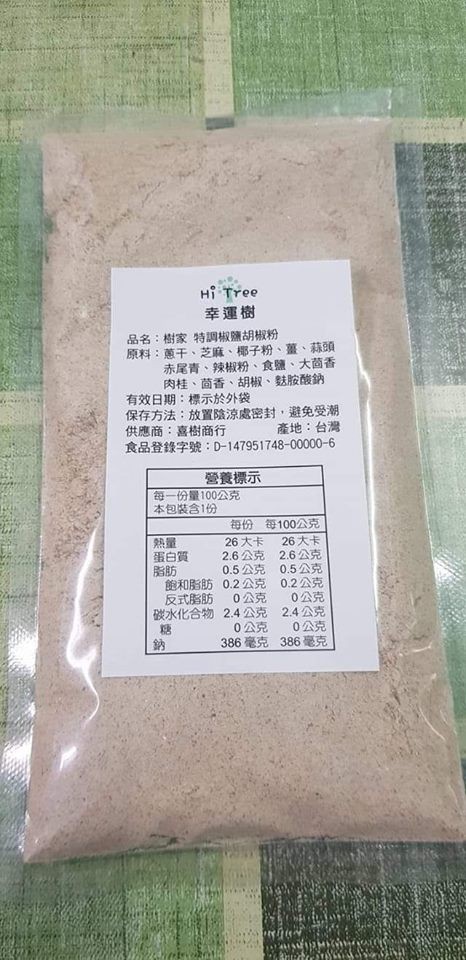 Hi Tree
幸運樹
品名：樹家 特調椒鹽胡椒粉
原料：蔥干、芝麻、椰子粉、薑、蒜頭
赤尾青、辣椒粉、食鹽、大茴香
肉桂、茴香、胡椒、麩胺酸鈉
有效日期：標示於外袋
保存方法：放置陰涼處密封，避免受潮
供應商：喜樹商行 產地：台灣
食品登錄字號：D-147951748-00000-6
營養標示
每一份量100公克
本包裝含1份
每份 每100公克
熱量 26 大卡 26 大卡
蛋白質 2.6 公克 2.6 公克
脂肪 0.5 公克 0.5 公克
飽和脂肪 0.2 公克 0.2 公克
反式脂肪 0 公克 0 公克
碳水化合物 2.4 公克 2.4 公克
糖 0 公克 0 公克
鈉 386 毫克 386 毫克